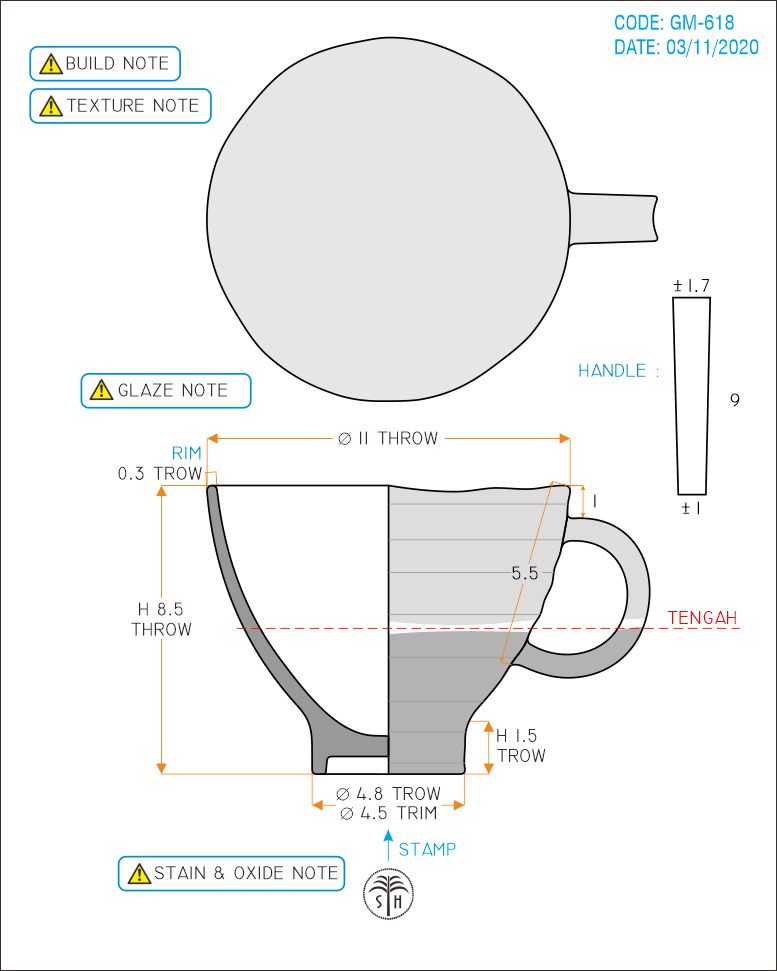 CODE: GM-618
DATE: 03/11/2020
BUILD NOTE
TEXTURE NOTE
±1.7
HANDLE :
9
±1
GLAZE NOTE
Ø 11 THROW
RIM
0.3 TROW
1
5.5
H 8.5
THROW
TENGAH
H 1.5
TROW
Ø 4.8 TROW
Ø 4.5 TRIM
STAMP
STAIN & OXIDE NOTE
S H